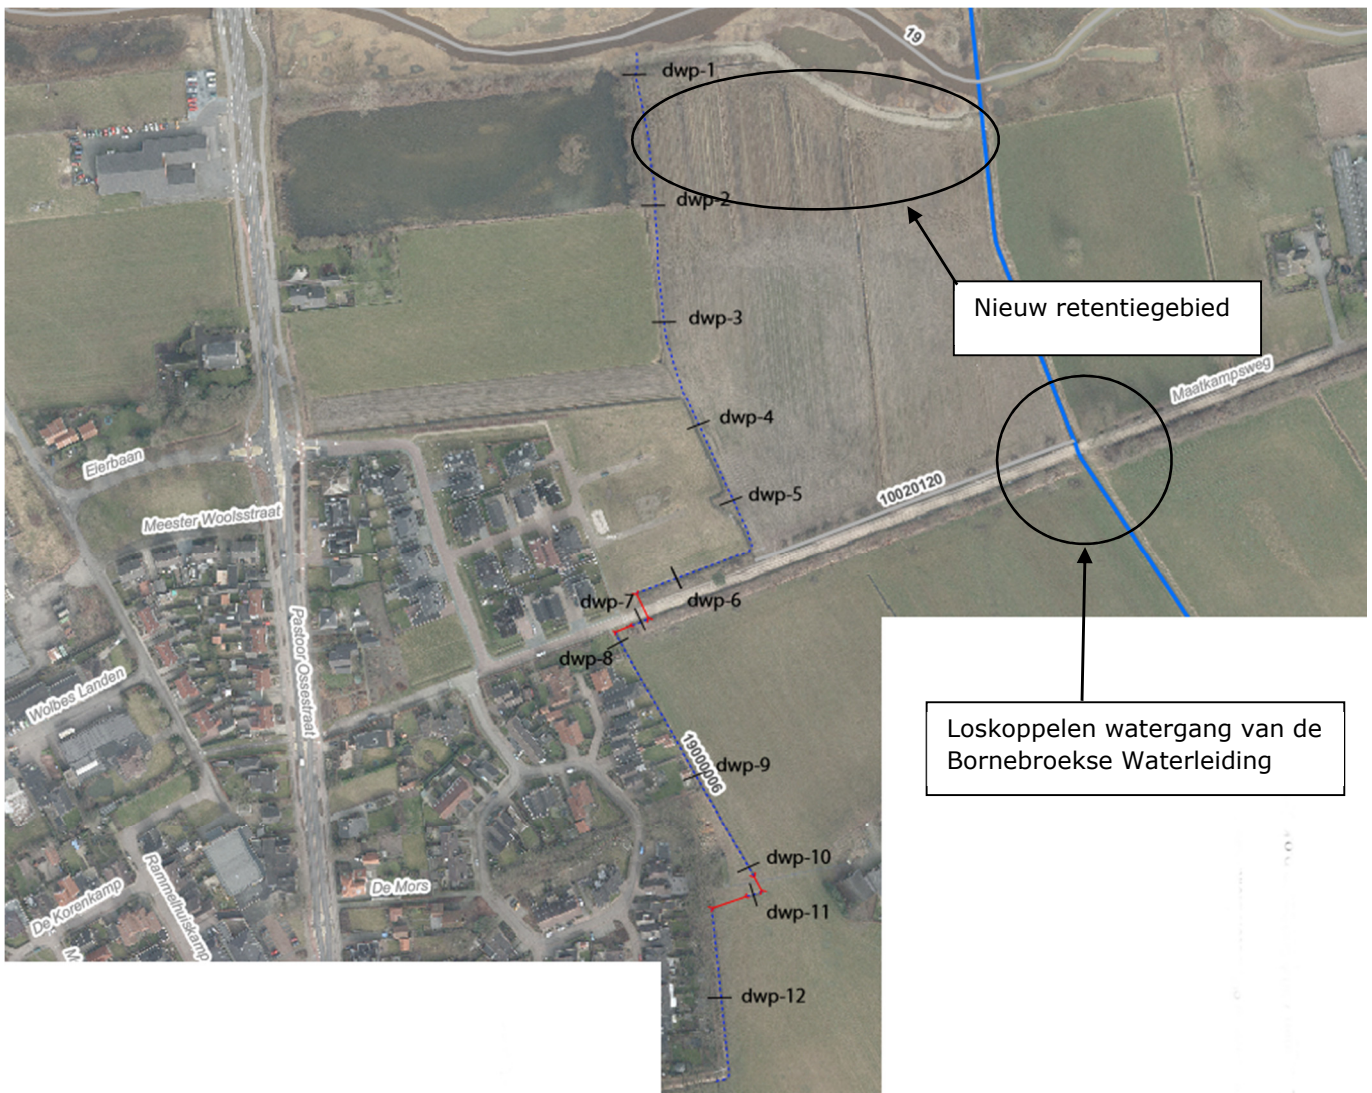 19
dwp-1
dwp-2
Nieuw retentiegebied
dwp-3
Maatkampsweg
dwp-4
Eierbaan
10020120
dwp-5
Meester Woolsstraat
dwp-7
dwp-6
Pastoor Ossestraat
dwp-8
Wolbes Landen
Loskoppelen watergang van de
Bornebroekse Waterleiding
19000006
dwp-9
dwp-10
De Korenkamp
Rammelhuiskamp
De Mors
dwp-11
dwp-12